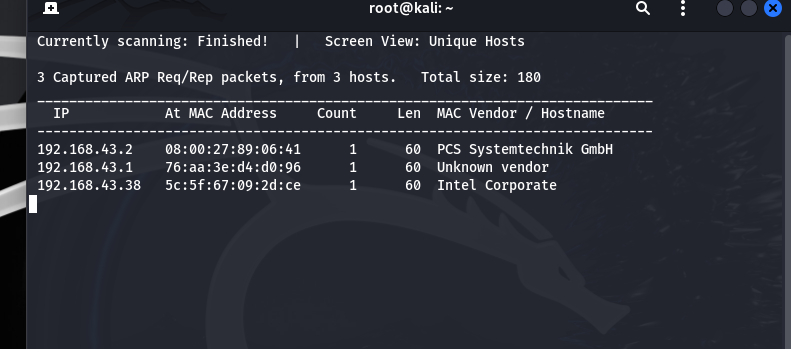 root@kali: ~
Currently scanning: Finished!   |   Screen View: Unique Hosts
3 Captured ARP Req/Rep packets, from 3 hosts.   Total size: 180
_____________________________________________________________________________
  IP            At MAC Address     Count     Len  MAC Vendor / Hostname
-----------------------------------------------------------------------------
192.168.43.2    08:00:27:89:06:41      1      60  PCS Systemtechnik GmbH
192.168.43.1    76:aa:3e:d4:d0:96      1      60  Unknown vendor
192.168.43.38   5c:5f:67:09:2d:ce      1      60  Intel Corporate